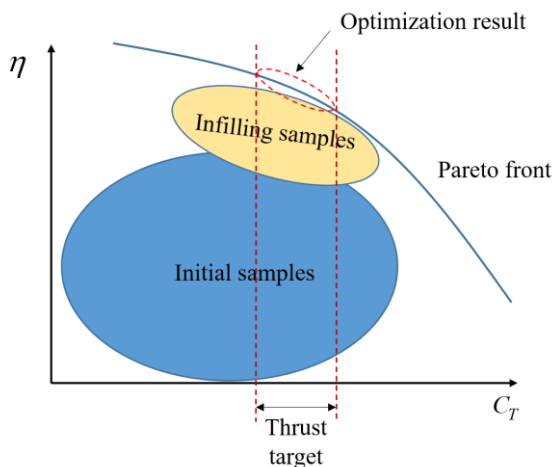 Optimization result
η
Infilling samples
Pareto front
Initial samples
C_T
Thrust
target